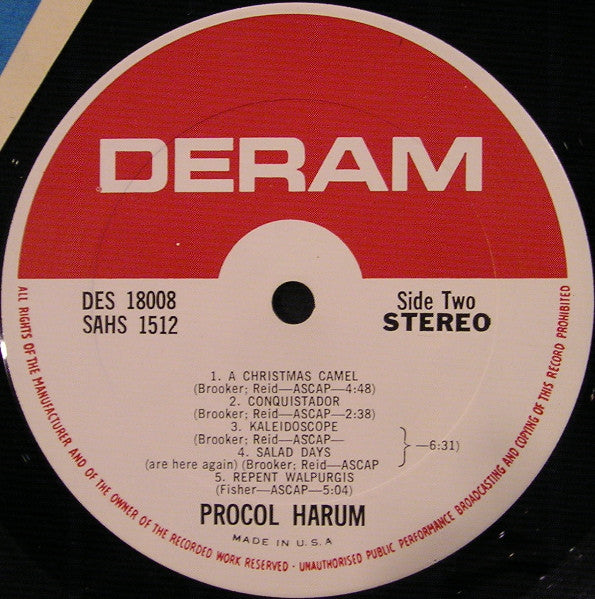 DERAM
DES 18008
SAHS 1512
Side Two
STEREO
1. A CHRISTMAS CAMEL
(Brooker; Reid—ASCAP—4:48)
2. CONQUISTADOR
(Brooker; Reid—ASCAP—2:38)
3. KALEIDOSCOPE
(Brooker; Reid—ASCAP—
4. SALAD DAYS
(are here again) (Brooker; Reid—ASCAP
—6:31)
5. REPENT WALPURGIS
(Fisher—ASCAP—5:04)
PROCOL HARUM
MADE IN U.S.A
ALL RIGHTS OF THE MANUFACTURER AND OF THE OWNER OF THE RECORDED WORK RESERVED · UNAUTHORISED PUBLIC PERFORMANCE BROADCASTING AND COPYING OF THIS RECORD PROHIBITED